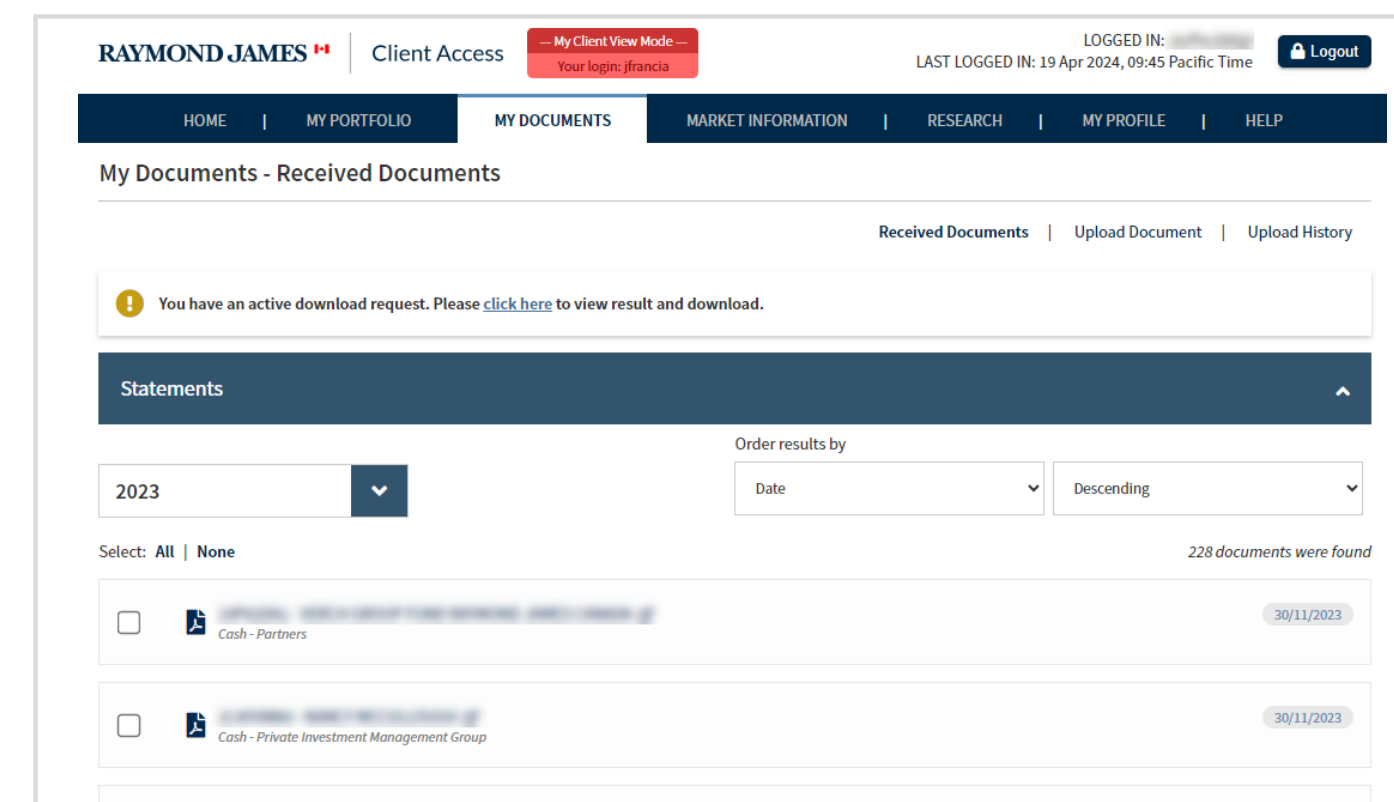 RAYMOND JAMES
Client Access
— My Client View Mode —
Your login: jfrancia
LOGGED IN:
LAST LOGGED IN: 19 Apr 2024, 09:45 Pacific Time
Logout
HOME | MY PORTFOLIO MY DOCUMENTS MARKET INFORMATION | RESEARCH | MY PROFILE | HELP
My Documents - Received Documents
Received Documents | Upload Document | Upload History
You have an active download request. Please click here to view result and download.
Statements
Order results by
2023
Date
Descending
Select: All | None
228 documents were found
30/11/2023
Cash - Partners
30/11/2023
Cash - Private Investment Management Group